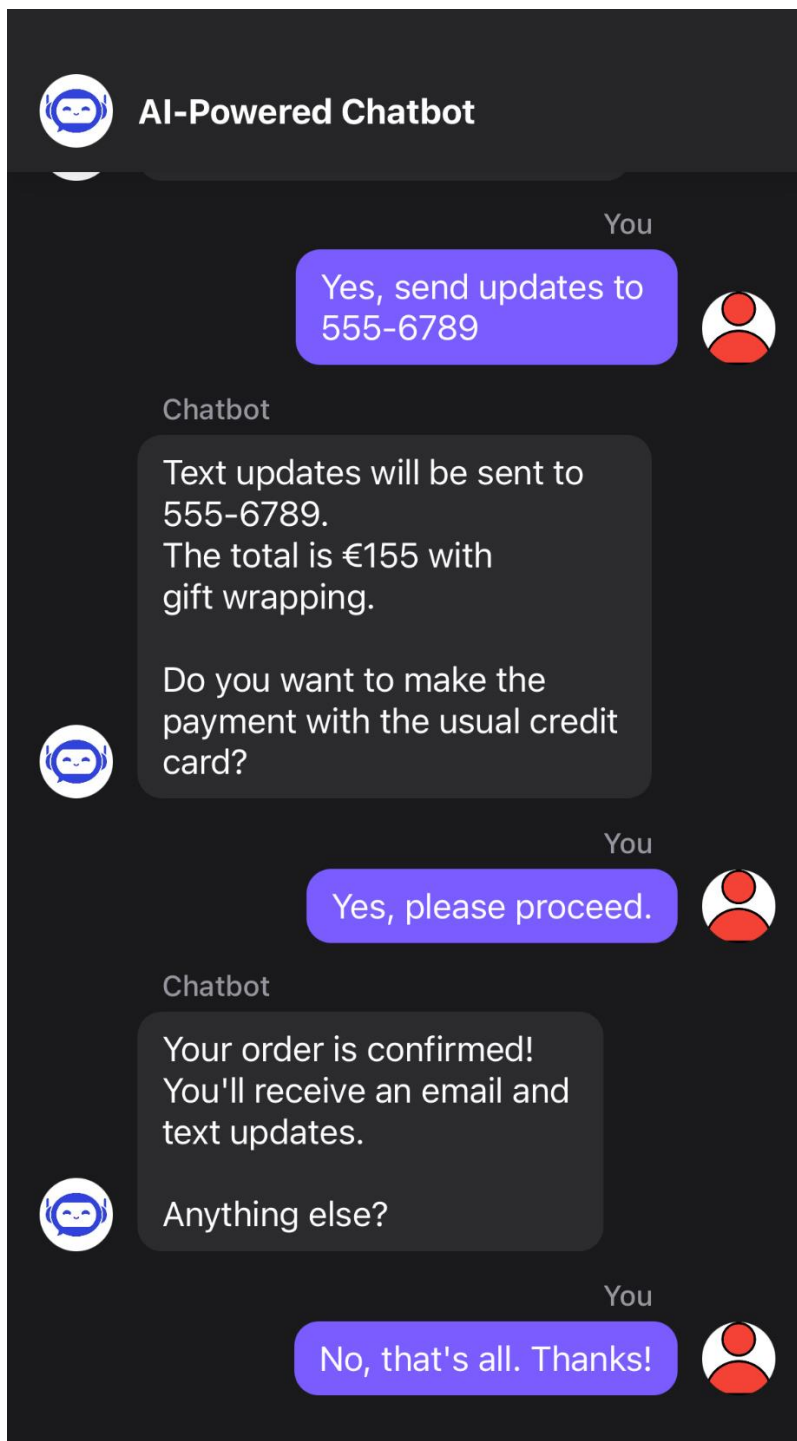 AI-Powered Chatbot
You
Yes, send updates to
555-6789
Chatbot
Text updates will be sent to
555-6789.
The total is €155 with
gift wrapping.
Do you want to make the
payment with the usual credit
card?
You
Yes, please proceed.
Chatbot
Your order is confirmed!
You'll receive an email and
text updates.
Anything else?
You
No, that's all. Thanks!